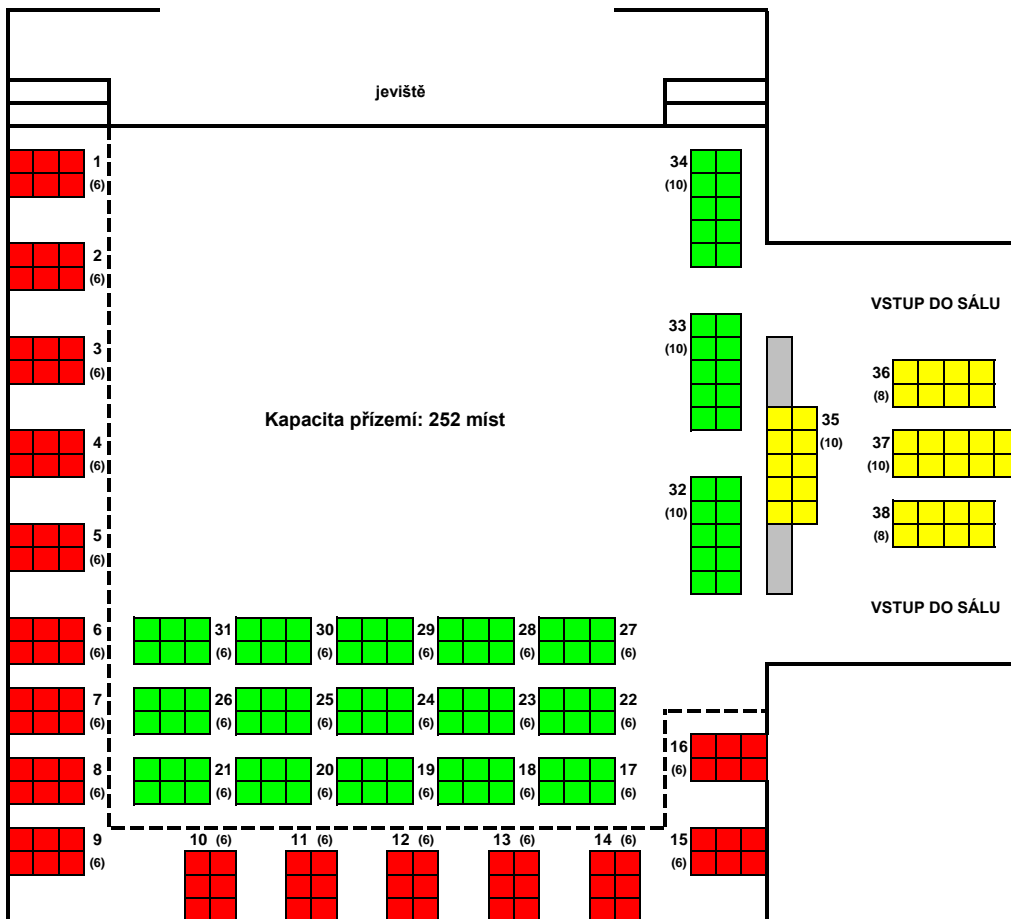 jeviště
1
(6)
34
(10)
2
(6)
VSTUP DO SÁLU
33
(10)
3
(6)
36
(8)
Kapacita přízemí: 252 míst
35
(10)
4
(6)
37
(10)
32
(10)
38
(8)
5
(6)
VSTUP DO SÁLU
6 31 30 29 28 27
(6) (6) (6) (6) (6) (6)
7 26 25 24 23 22
(6) (6) (6) (6) (6) (6)
16
(6)
8 21 20 19 18 17
(6) (6) (6) (6) (6) (6)
9 10 (6) 11 (6) 12 (6) 13 (6) 14 (6) 15
(6) (6)